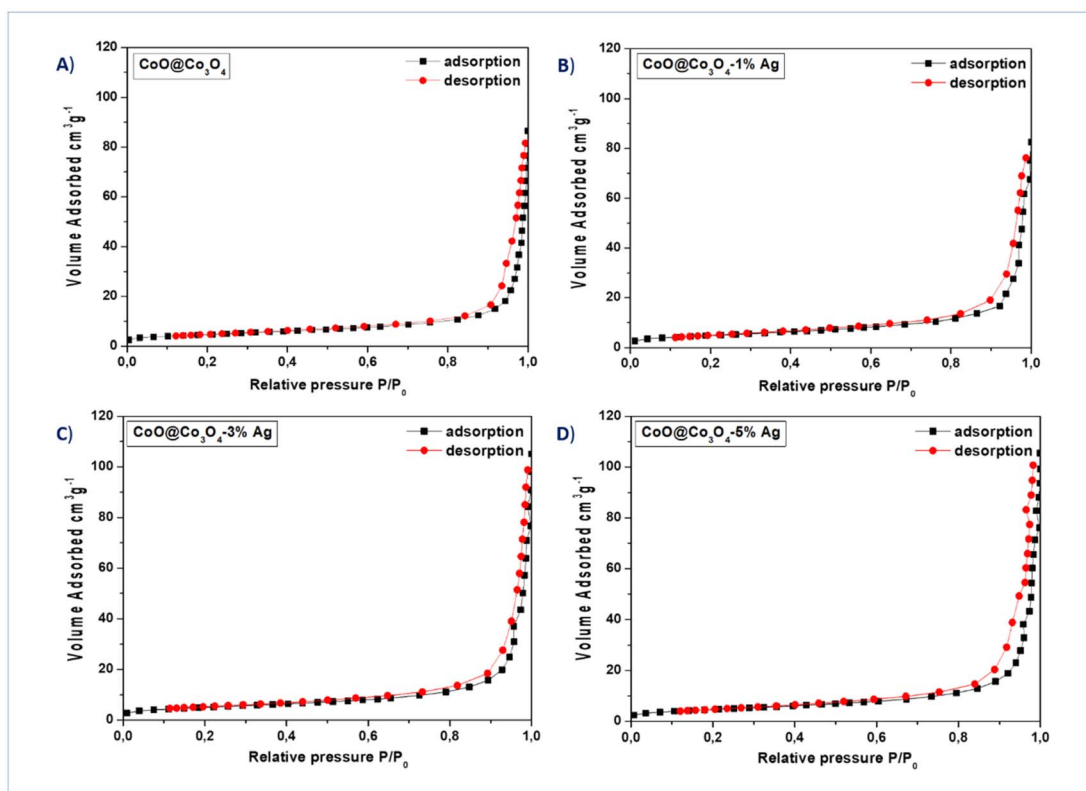 A)
CoO@Co₃O₄
adsorption
desorption
120
100
80
60
40
20
0
Volume Adsorbed cm³g⁻¹
0,0 0,2 0,4 0,6 0,8 1,0
Relative pressure P/P₀
B)
CoO@Co₃O₄-1% Ag
adsorption
desorption
120
100
80
60
40
20
0
Volume Adsorbed cm³g⁻¹
0,0 0,2 0,4 0,6 0,8 1,0
Relative pressure P/P₀
C)
CoO@Co₃O₄-3% Ag
adsorption
desorption
120
100
80
60
40
20
0
Volume Adsorbed cm³g⁻¹
0,0 0,2 0,4 0,6 0,8 1,0
Relative pressure P/P₀
D)
CoO@Co₃O₄-5% Ag
adsorption
desorption
120
100
80
60
40
20
0
Volume Adsorbed cm³g⁻¹
0,0 0,2 0,4 0,6 0,8 1,0
Relative pressure P/P₀